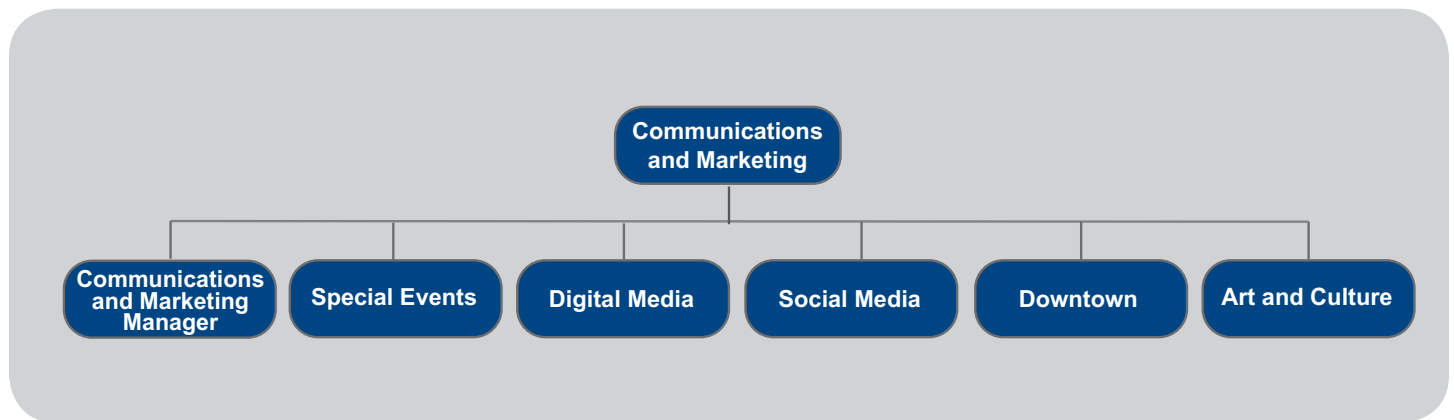 Communications
and Marketing
Communications
and Marketing
Manager
Special Events
Digital Media
Social Media
Downtown
Art and Culture